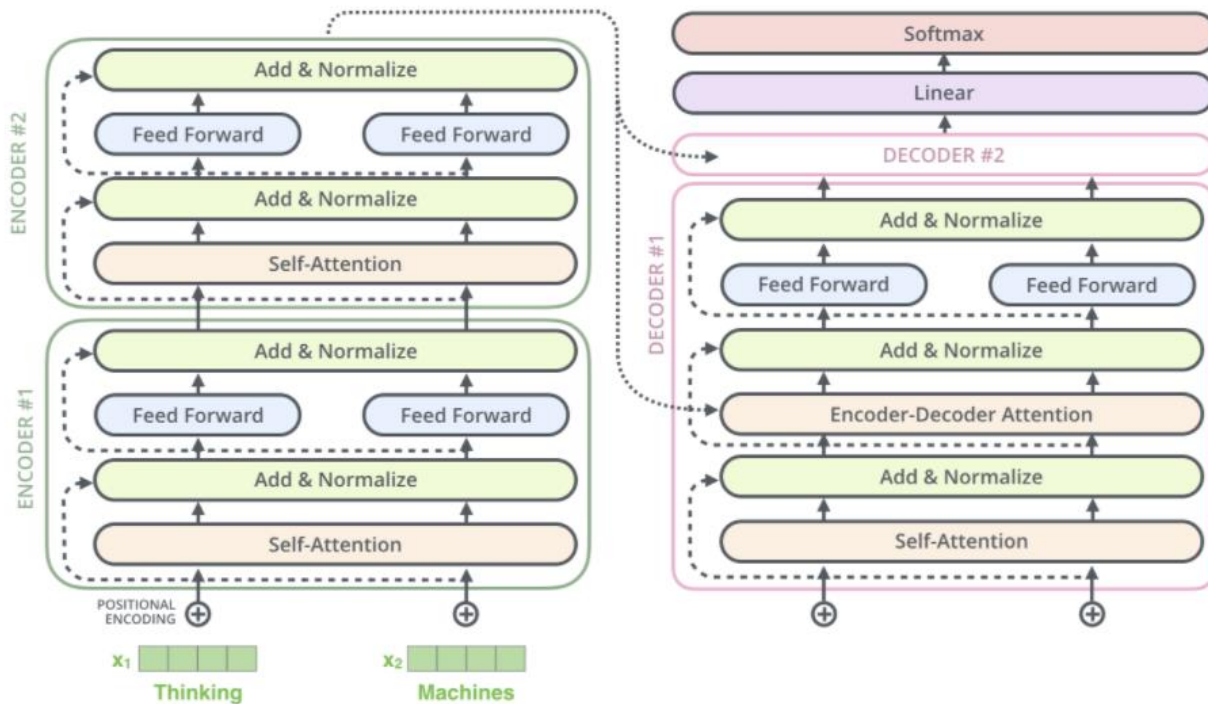 ENCODER #2
Add & Normalize
Feed Forward
Feed Forward
Add & Normalize
Self-Attention
ENCODER #1
Add & Normalize
Feed Forward
Feed Forward
Add & Normalize
Self-Attention
POSITIONAL
ENCODING
x₁
x₂
Thinking
Machines
Softmax
Linear
DECODER #2
DECODER #1
Add & Normalize
Feed Forward
Feed Forward
Add & Normalize
Encoder-Decoder Attention
Add & Normalize
Self-Attention